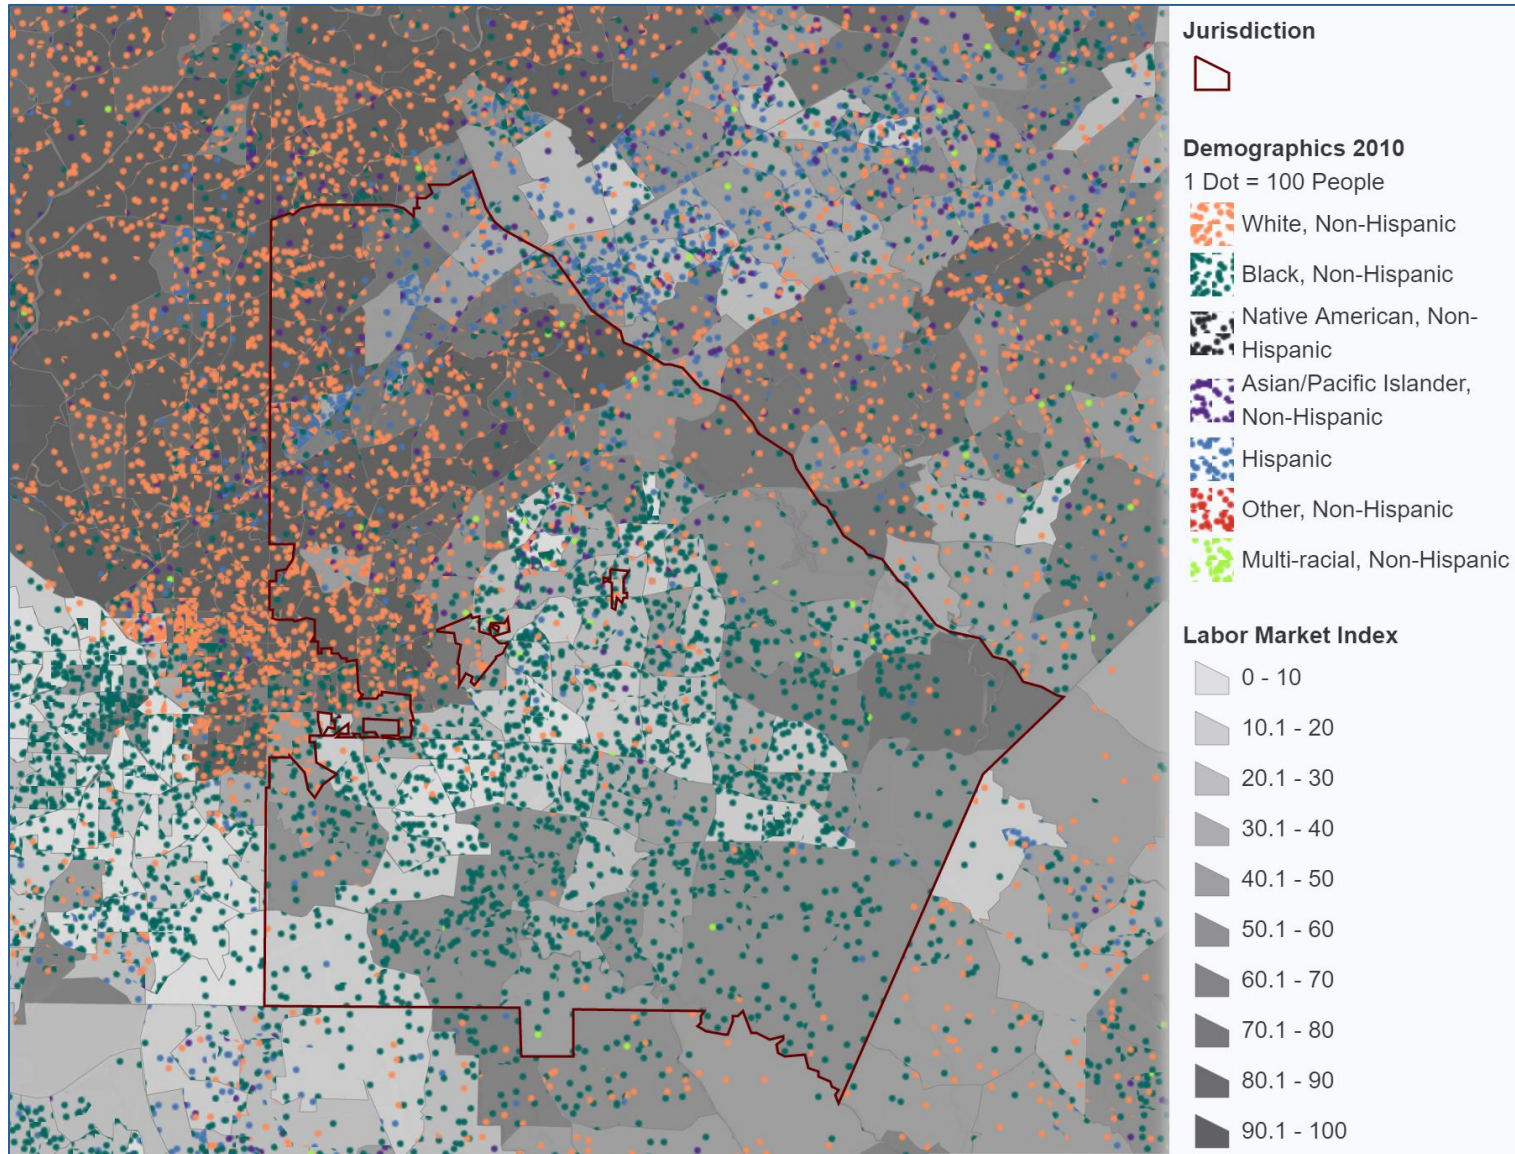 Jurisdiction
Demographics 2010
1 Dot = 100 People
White, Non-Hispanic
Black, Non-Hispanic
Native American, Non-
Hispanic
Asian/Pacific Islander,
Non-Hispanic
Hispanic
Other, Non-Hispanic
Multi-racial, Non-Hispanic
Labor Market Index
0 - 10
10.1 - 20
20.1 - 30
30.1 - 40
40.1 - 50
50.1 - 60
60.1 - 70
70.1 - 80
80.1 - 90
90.1 - 100